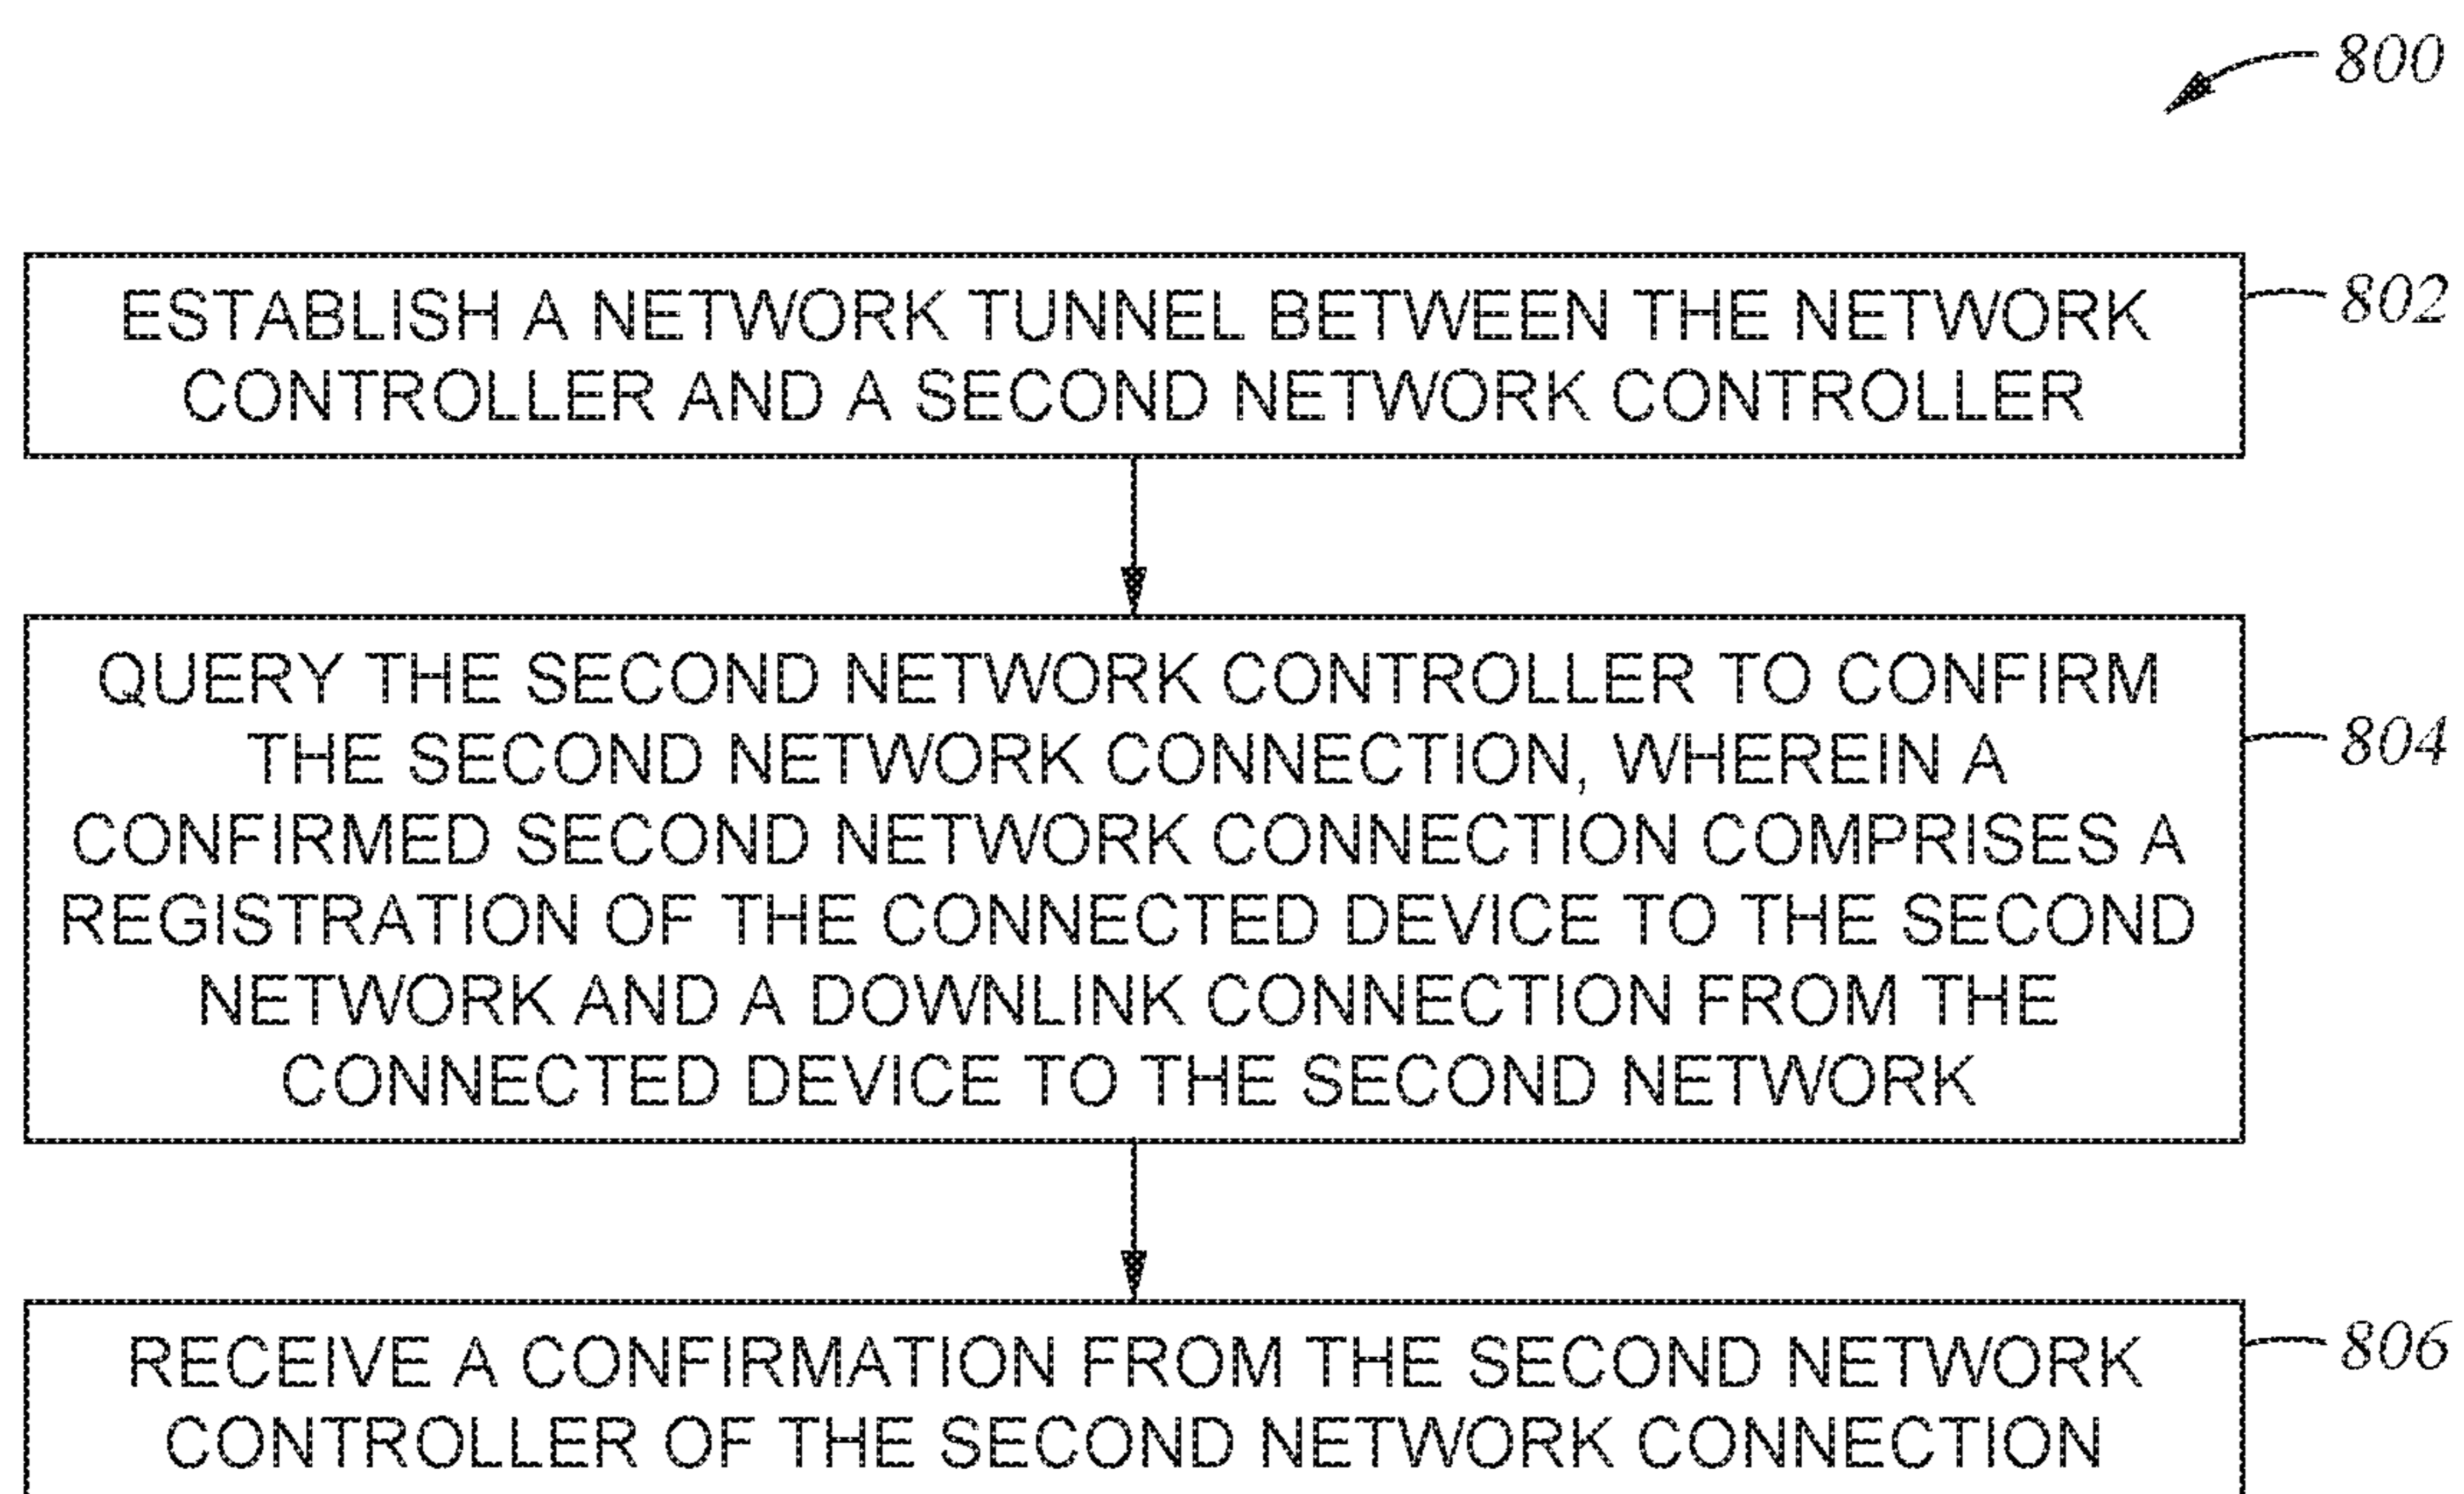 800
ESTABLISH A NETWORK TUNNEL BETWEEN THE NETWORK
CONTROLLER AND A SECOND NETWORK CONTROLLER
802
QUERY THE SECOND NETWORK CONTROLLER TO CONFIRM
THE SECOND NETWORK CONNECTION, WHEREIN A
CONFIRMED SECOND NETWORK CONNECTION COMPRISES A
REGISTRATION OF THE CONNECTED DEVICE TO THE SECOND
NETWORK AND A DOWNLINK CONNECTION FROM THE
CONNECTED DEVICE TO THE SECOND NETWORK
804
RECEIVE A CONFIRMATION FROM THE SECOND NETWORK
CONTROLLER OF THE SECOND NETWORK CONNECTION
806